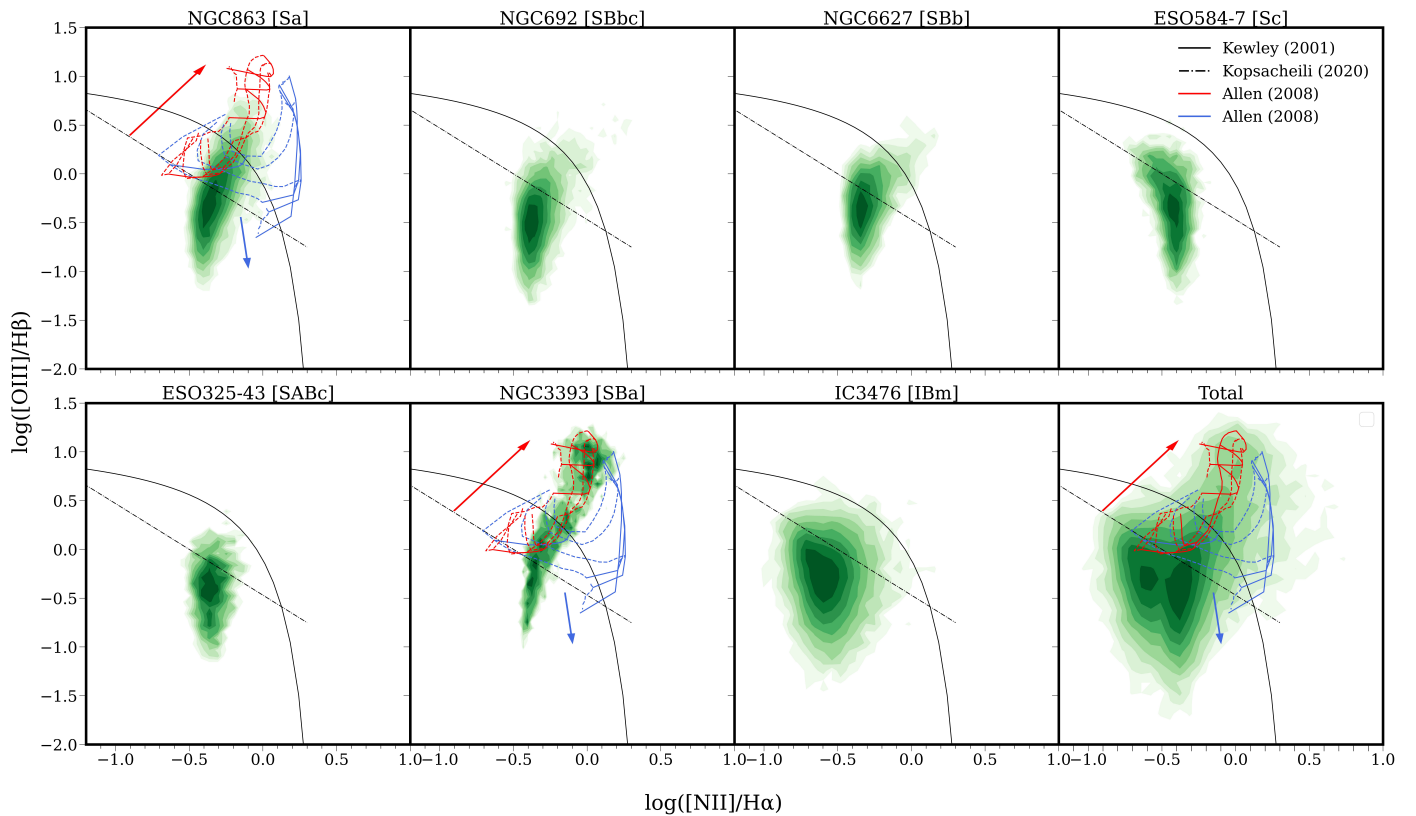 NGC863 [Sa]
NGC692 [SBbc]
NGC6627 [SBb]
ESO584-7 [Sc]
1.5
1.0
0.5
0.0
−0.5
−1.0
−1.5
−2.0
Kewley (2001)
Kopsacheili (2020)
Allen (2008)
Allen (2008)
log([OIII]/Hβ)
ESO325-43 [SABc]
NGC3393 [SBa]
IC3476 [IBm]
Total
1.5
1.0
0.5
0.0
−0.5
−1.0
−1.5
−2.0
−1.0 −0.5 0.0 0.5 1.0
−1.0 −0.5 0.0 0.5 1.0
−1.0 −0.5 0.0 0.5 1.0
−1.0 −0.5 0.0 0.5 1.0
log([NII]/Hα)